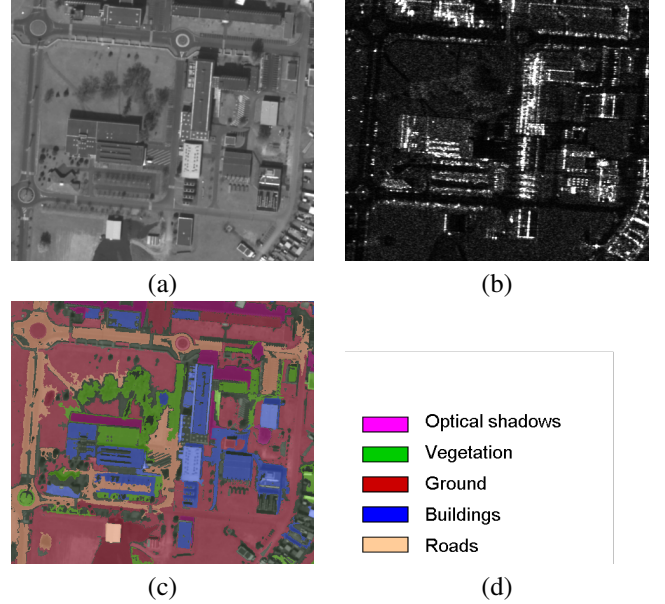 (a)
(b)
(c)
(d)
Optical shadows
Vegetation
Ground
Buildings
Roads